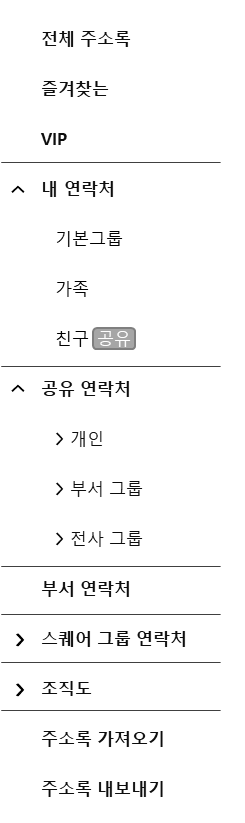 전체 주소록
즐겨찾는
VIP
내 연락처
기본그룹
가족
친구 공유
공유 연락처
개인
부서 그룹
전사 그룹
부서 연락처
스퀘어 그룹 연락처
조직도
주소록 가져오기
주소록 내보내기